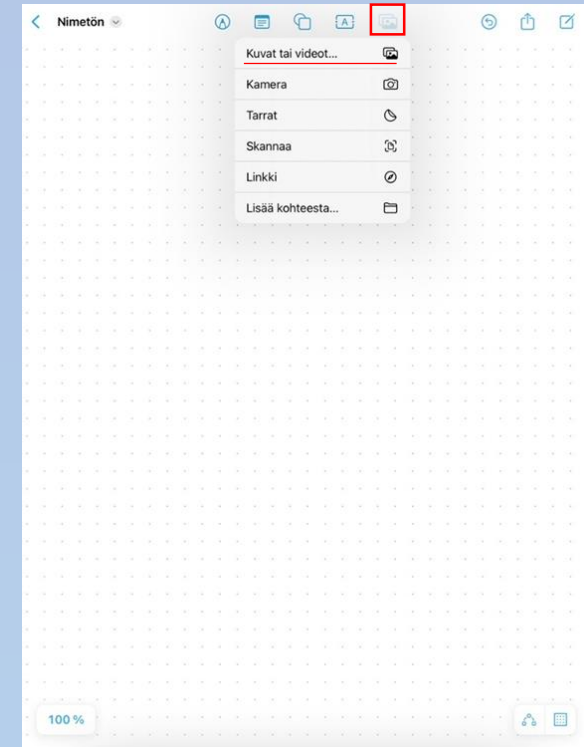 Nimetön
A
Kuvat tai videot...
Kamera
Tarrat
Skannaa
Linkki
Lisää kohteesta...
100 %